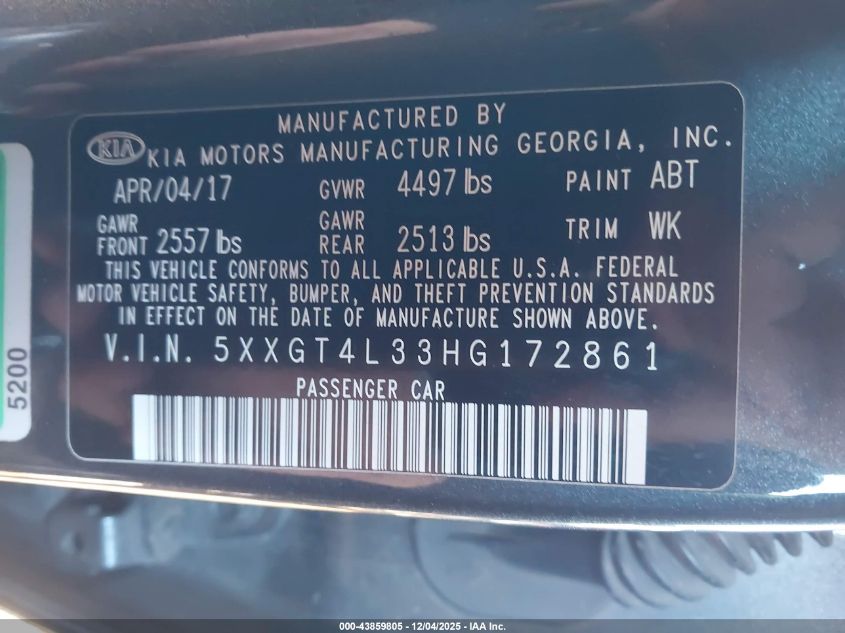 MANUFACTURED BY
KIA KIA MOTORS MANUFACTURING GEORGIA, INC.
APR/04/17 GVWR 4497 lbs PAINT ABT
GAWR FRONT 2557 lbs GAWR REAR 2513 lbs TRIM WK
THIS VEHICLE CONFORMS TO ALL APPLICABLE U.S.A. FEDERAL
MOTOR VEHICLE SAFETY, BUMPER, AND THEFT PREVENTION STANDARDS
IN EFFECT ON THE DATE OF MANUFACTURE SHOWN ABOVE.
V.I.N. 5XXGT4L33HG172861
PASSENGER CAR
5200
000-43859805 - 12/04/2025 - IAA Inc.